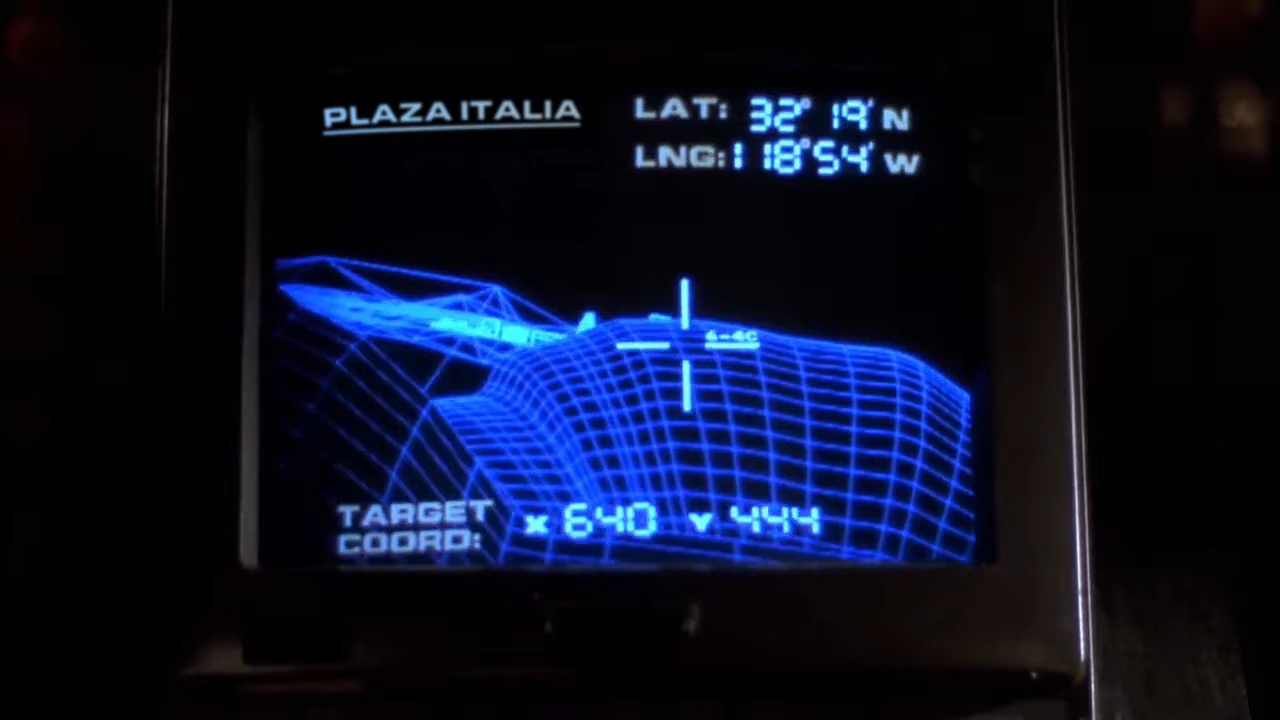 PLAZA ITALIA
LAT: 32° 19' N
LNG: 118° 54' W
TARGET
COORD: X 640 Y 444